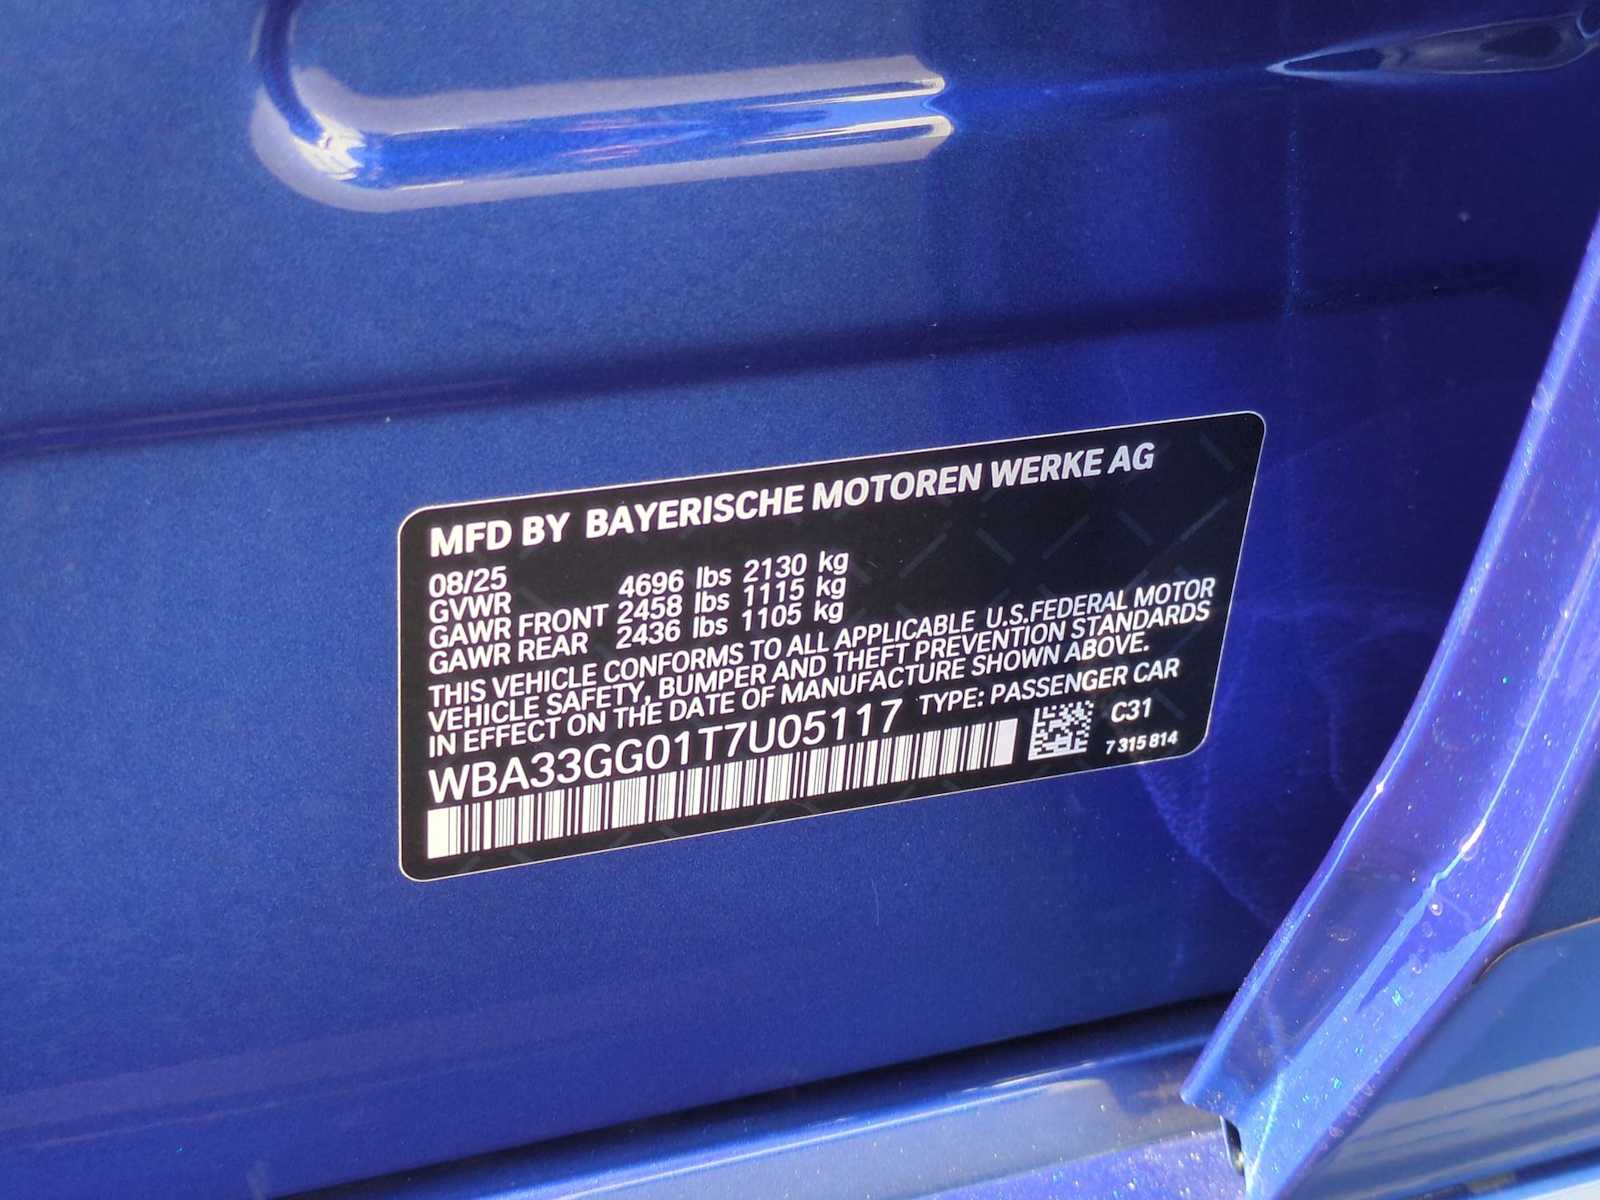 MFD BY BAYERISCHE MOTOREN WERKE AG
08/25
GVWR 4696 lbs 2130 kg
GAWR FRONT 2458 lbs 1115 kg
GAWR REAR 2436 lbs 1105 kg
THIS VEHICLE CONFORMS TO ALL APPLICABLE U.S.FEDERAL MOTOR
VEHICLE SAFETY, BUMPER AND THEFT PREVENTION STANDARDS
IN EFFECT ON THE DATE OF MANUFACTURE SHOWN ABOVE.
WBA33GG01T7U05117 TYPE: PASSENGER CAR
C31
7 315 814